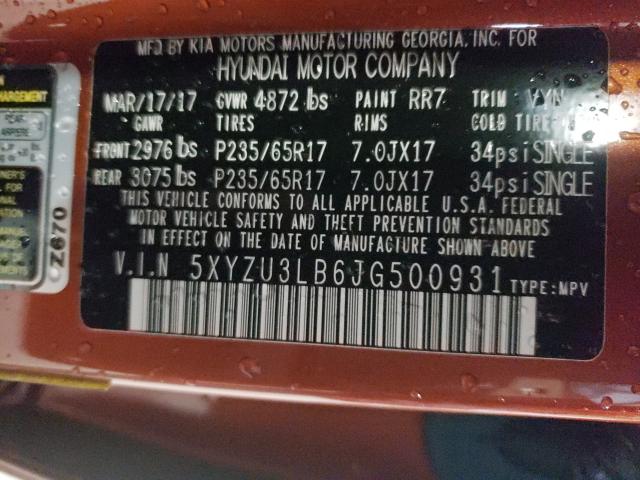 MFD. BY KIA MOTORS MANUFACTURING GEORGIA, INC. FOR
HYUNDAI MOTOR COMPANY
MAR/17/17 GVWR 4872 lbs PAINT RR7 TRIM VYN
GAWR TIRES RIMS COLD TIRE
FRONT 2976 lbs P235/65R17 7.0JX17 34psi SINGLE
REAR 3075 lbs P235/65R17 7.0JX17 34psi SINGLE
THIS VEHICLE CONFORMS TO ALL APPLICABLE U.S.A. FEDERAL
MOTOR VEHICLE SAFETY AND THEFT PREVENTION STANDARDS
IN EFFECT ON THE DATE OF MANUFACTURE SHOWN ABOVE.
V.I.N 5XYZU3LB6JG500931 TYPE:MPV
Z670